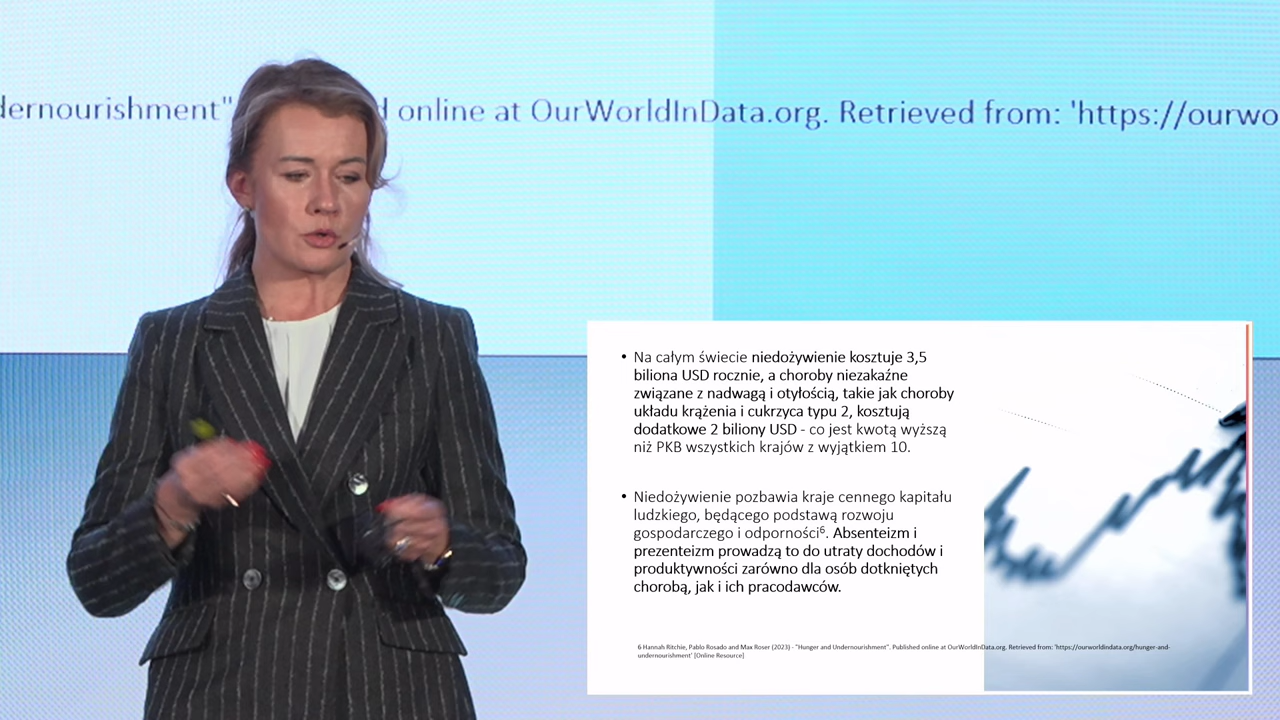 dernourishment"
d online at OurWorldInData.org. Retrieved from: 'https://ourwo
• Na całym świecie niedożywienie kosztuje 3,5
biliona USD rocznie, a choroby niezakaźne
związane z nadwagą i otyłością, takie jak choroby
układu krążenia i cukrzyca typu 2, kosztują
dodatkowe 2 biliony USD - co jest kwotą wyższą
niż PKB wszystkich krajów z wyjątkiem 10.
• Niedożywienie pozbawia kraje cennego kapitału
ludzkiego, będącego podstawą rozwoju
gospodarczego i odporności⁶. Absenteizm i
prezenteizm prowadzą to do utraty dochodów i
produktywności zarówno dla osób dotkniętych
chorobą, jak i ich pracodawców.
6 Hannah Ritchie, Pablo Rosado and Max Roser (2023) - "Hunger and Undernourishment". Published online at OurWorldInData.org. Retrieved from: 'https://ourworldindata.org/hunger-and-
undernourishment' [Online Resource]